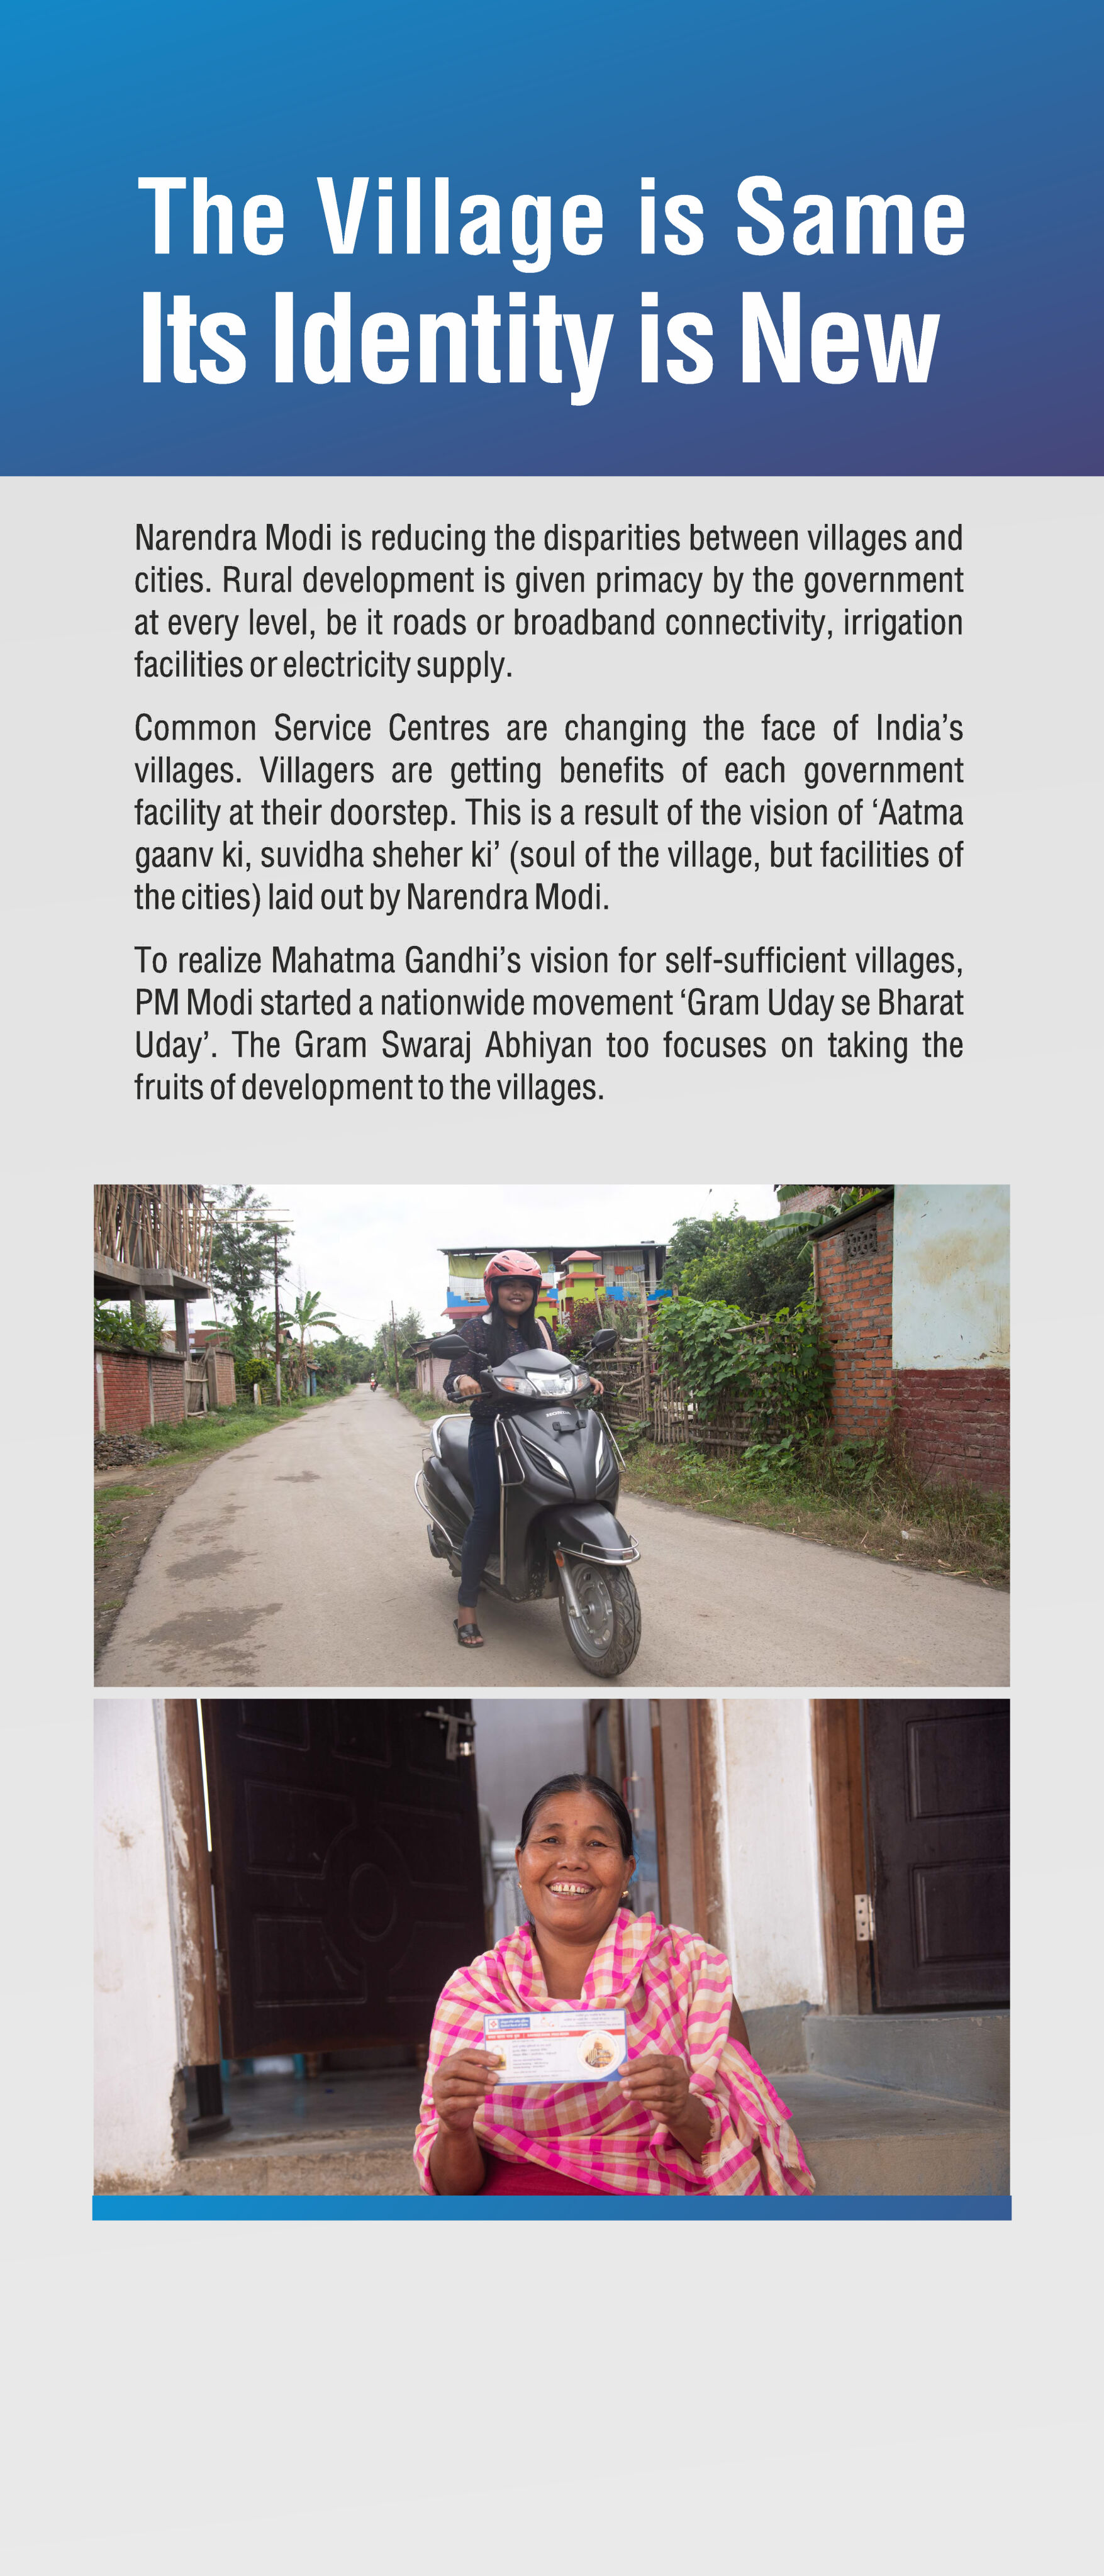 The Village is Same
Its Identity is New
Narendra Modi is reducing the disparities between villages and
cities. Rural development is given primacy by the government
at every level, be it roads or broadband connectivity, irrigation
facilities or electricity supply.
Common Service Centres are changing the face of India’s
villages. Villagers are getting benefits of each government
facility at their doorstep. This is a result of the vision of ‘Aatma
gaanv ki, suvidha sheher ki’ (soul of the village, but facilities of
the cities) laid out by Narendra Modi.
To realize Mahatma Gandhi’s vision for self-sufficient villages,
PM Modi started a nationwide movement ‘Gram Uday se Bharat
Uday’. The Gram Swaraj Abhiyan too focuses on taking the
fruits of development to the villages.
HONDA